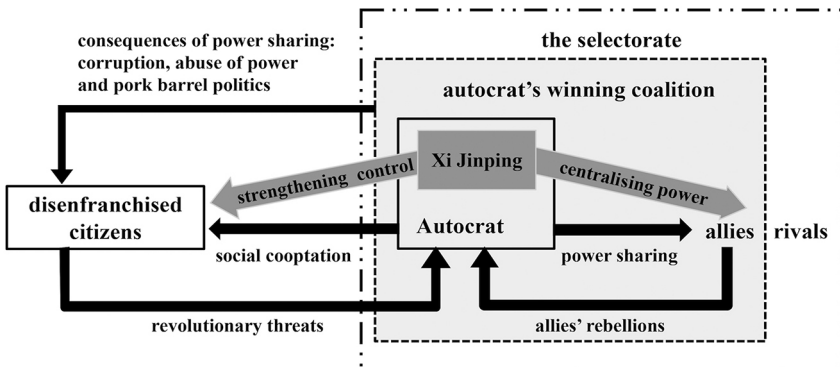 consequences of power sharing:
corruption, abuse of power
and pork barrel politics
the selectorate
autocrat's winning coalition
Xi Jinping
strengthening control
centralising power
disenfranchised
citizens
Autocrat
allies
rivals
social cooptation
power sharing
revolutionary threats
allies' rebellions